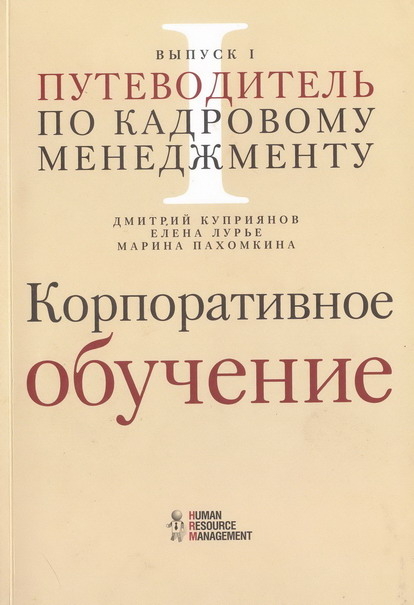 ВЫПУСК I
I
ПУТЕВОДИТЕЛЬ
ПО КАДРОВОМУ
МЕНЕДЖМЕНТУ
ДМИТРИЙ КУПРИЯНОВ
ЕЛЕНА ЛУРЬЕ
МАРИНА ПАХОМКИНА
Корпоративное
обучение
HUMAN
RESOURCE
MANAGEMENT